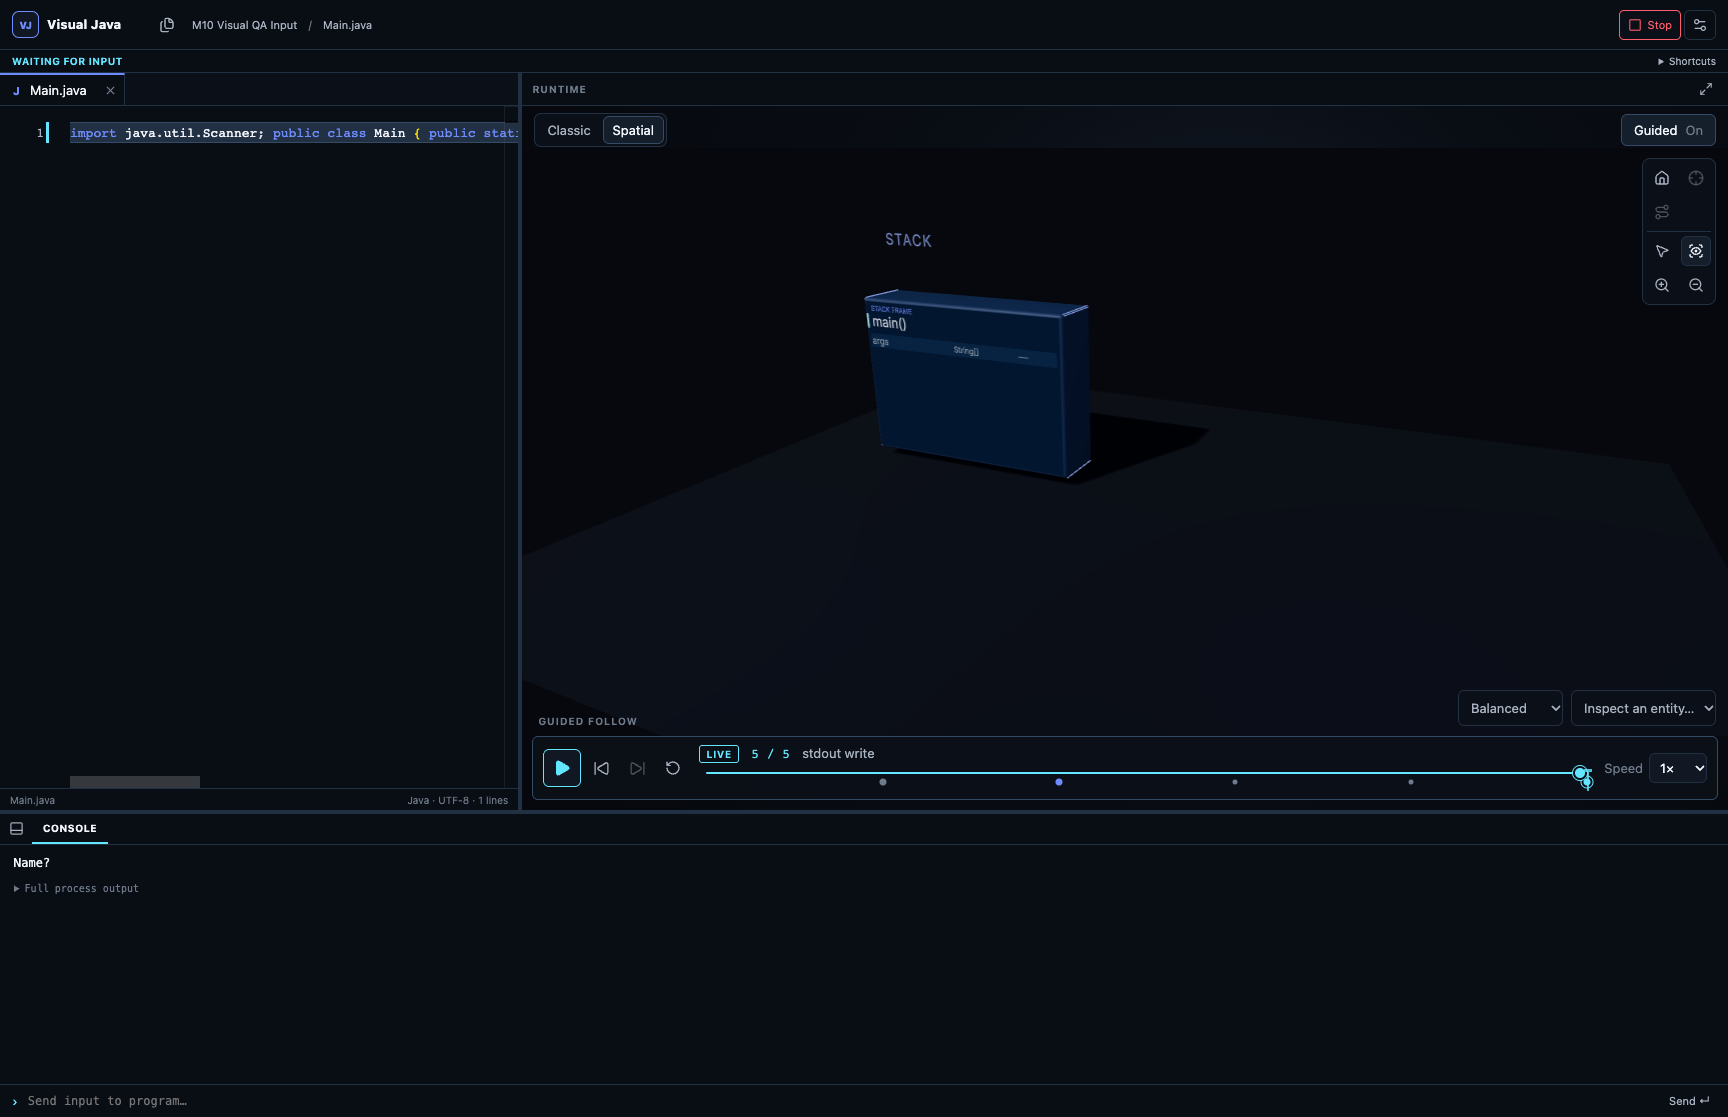 VJ Visual Java
M10 Visual QA Input / Main.java
Stop
WAITING FOR INPUT
Shortcuts
J Main.java
RUNTIME
1 import java.util.Scanner; public class Main { public stati
Classic Spatial
Guided On
STACK
STACK FRAME
main()
args String[] —
Balanced
Inspect an entity...
GUIDED FOLLOW
LIVE 5 / 5 stdout write
Speed 1×
Main.java
Java · UTF-8 · 1 lines
CONSOLE
Name?
Full process output
› Send input to program…
Send ↵